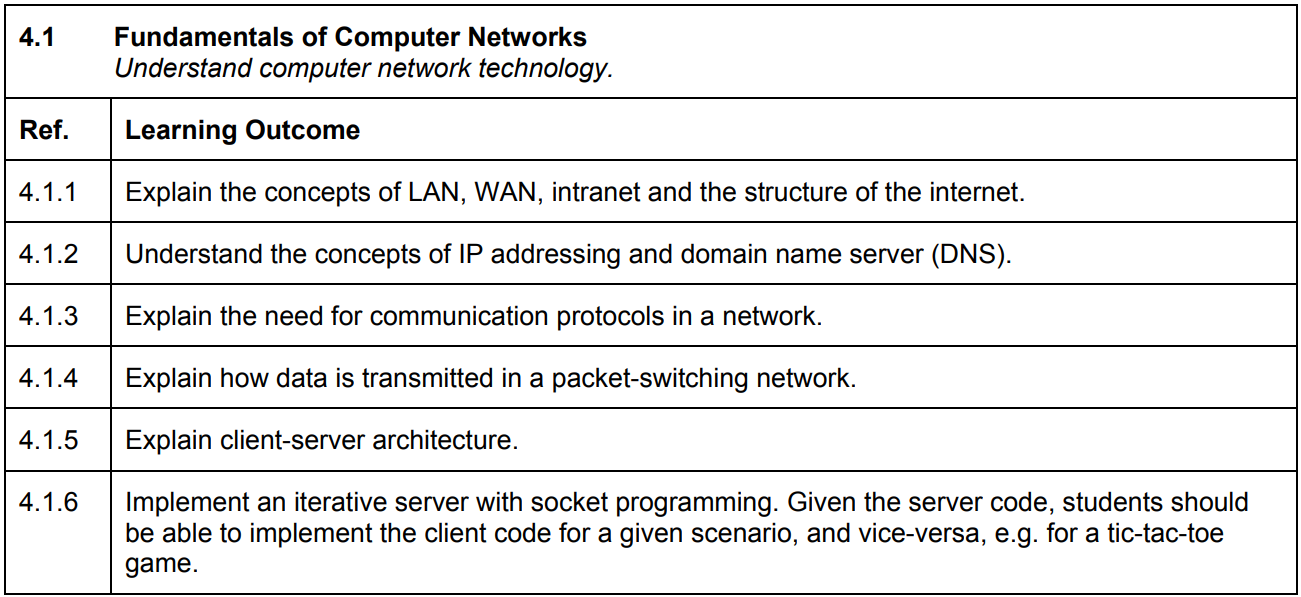 4.1 Fundamentals of Computer Networks
Understand computer network technology.
Ref. Learning Outcome
4.1.1 Explain the concepts of LAN, WAN, intranet and the structure of the internet.
4.1.2 Understand the concepts of IP addressing and domain name server (DNS).
4.1.3 Explain the need for communication protocols in a network.
4.1.4 Explain how data is transmitted in a packet-switching network.
4.1.5 Explain client-server architecture.
4.1.6 Implement an iterative server with socket programming. Given the server code, students should
be able to implement the client code for a given scenario, and vice-versa, e.g. for a tic-tac-toe
game.